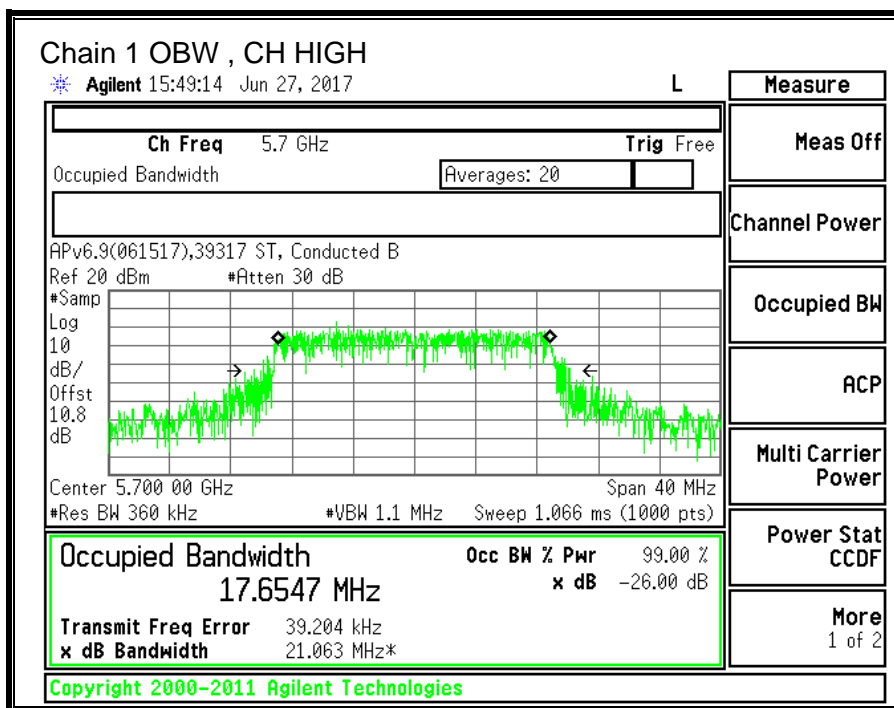 Chain 1 OBW , CH HIGH
Agilent 15:49:14 Jun 27, 2017 L
Measure
Ch Freq 5.7 GHz Trig Free
Meas Off
Occupied Bandwidth Averages: 20
Channel Power
APv6.9(061517),39317 ST, Conducted B
Ref 20 dBm #Atten 30 dB
#Samp
Log
10
dB/
Offst
10.8
dB
Occupied BW
ACP
Center 5.700 00 GHz Span 40 MHz
#Res BW 360 kHz #VBW 1.1 MHz Sweep 1.066 ms (1000 pts)
Multi Carrier
Power
Occupied Bandwidth Occ BW % Pwr 99.00 %
17.6547 MHz x dB -26.00 dB
Power Stat
CCDF
Transmit Freq Error 39.204 kHz
x dB Bandwidth 21.063 MHz*
More
1 of 2
Copyright 2000-2011 Agilent Technologies